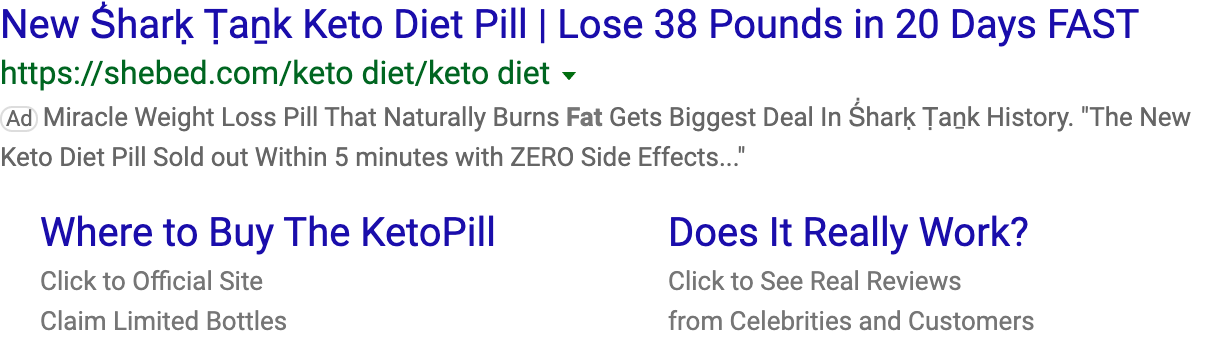 New Ṥharḳ Ṭaṉk Keto Diet Pill | Lose 38 Pounds in 20 Days FAST
https://shebed.com/keto diet/keto diet
Ad Miracle Weight Loss Pill That Naturally Burns Fat Gets Biggest Deal In Ṥharḳ Ṭaṉk History. "The New
Keto Diet Pill Sold out Within 5 minutes with ZERO Side Effects..."
Where to Buy The KetoPill
Click to Official Site
Claim Limited Bottles
Does It Really Work?
Click to See Real Reviews
from Celebrities and Customers